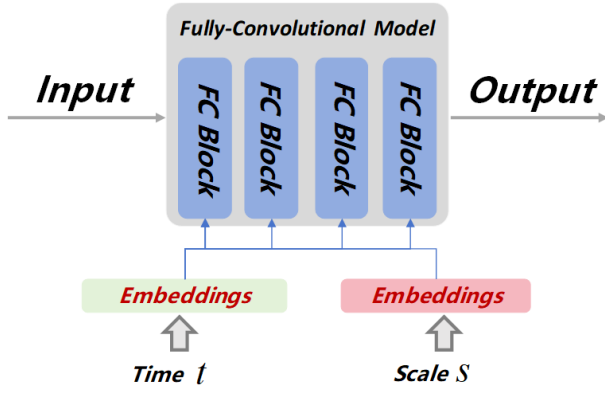 Fully-Convolutional Model
Input
FC Block
FC Block
FC Block
FC Block
Output
Embeddings
Embeddings
Time t
Scale s